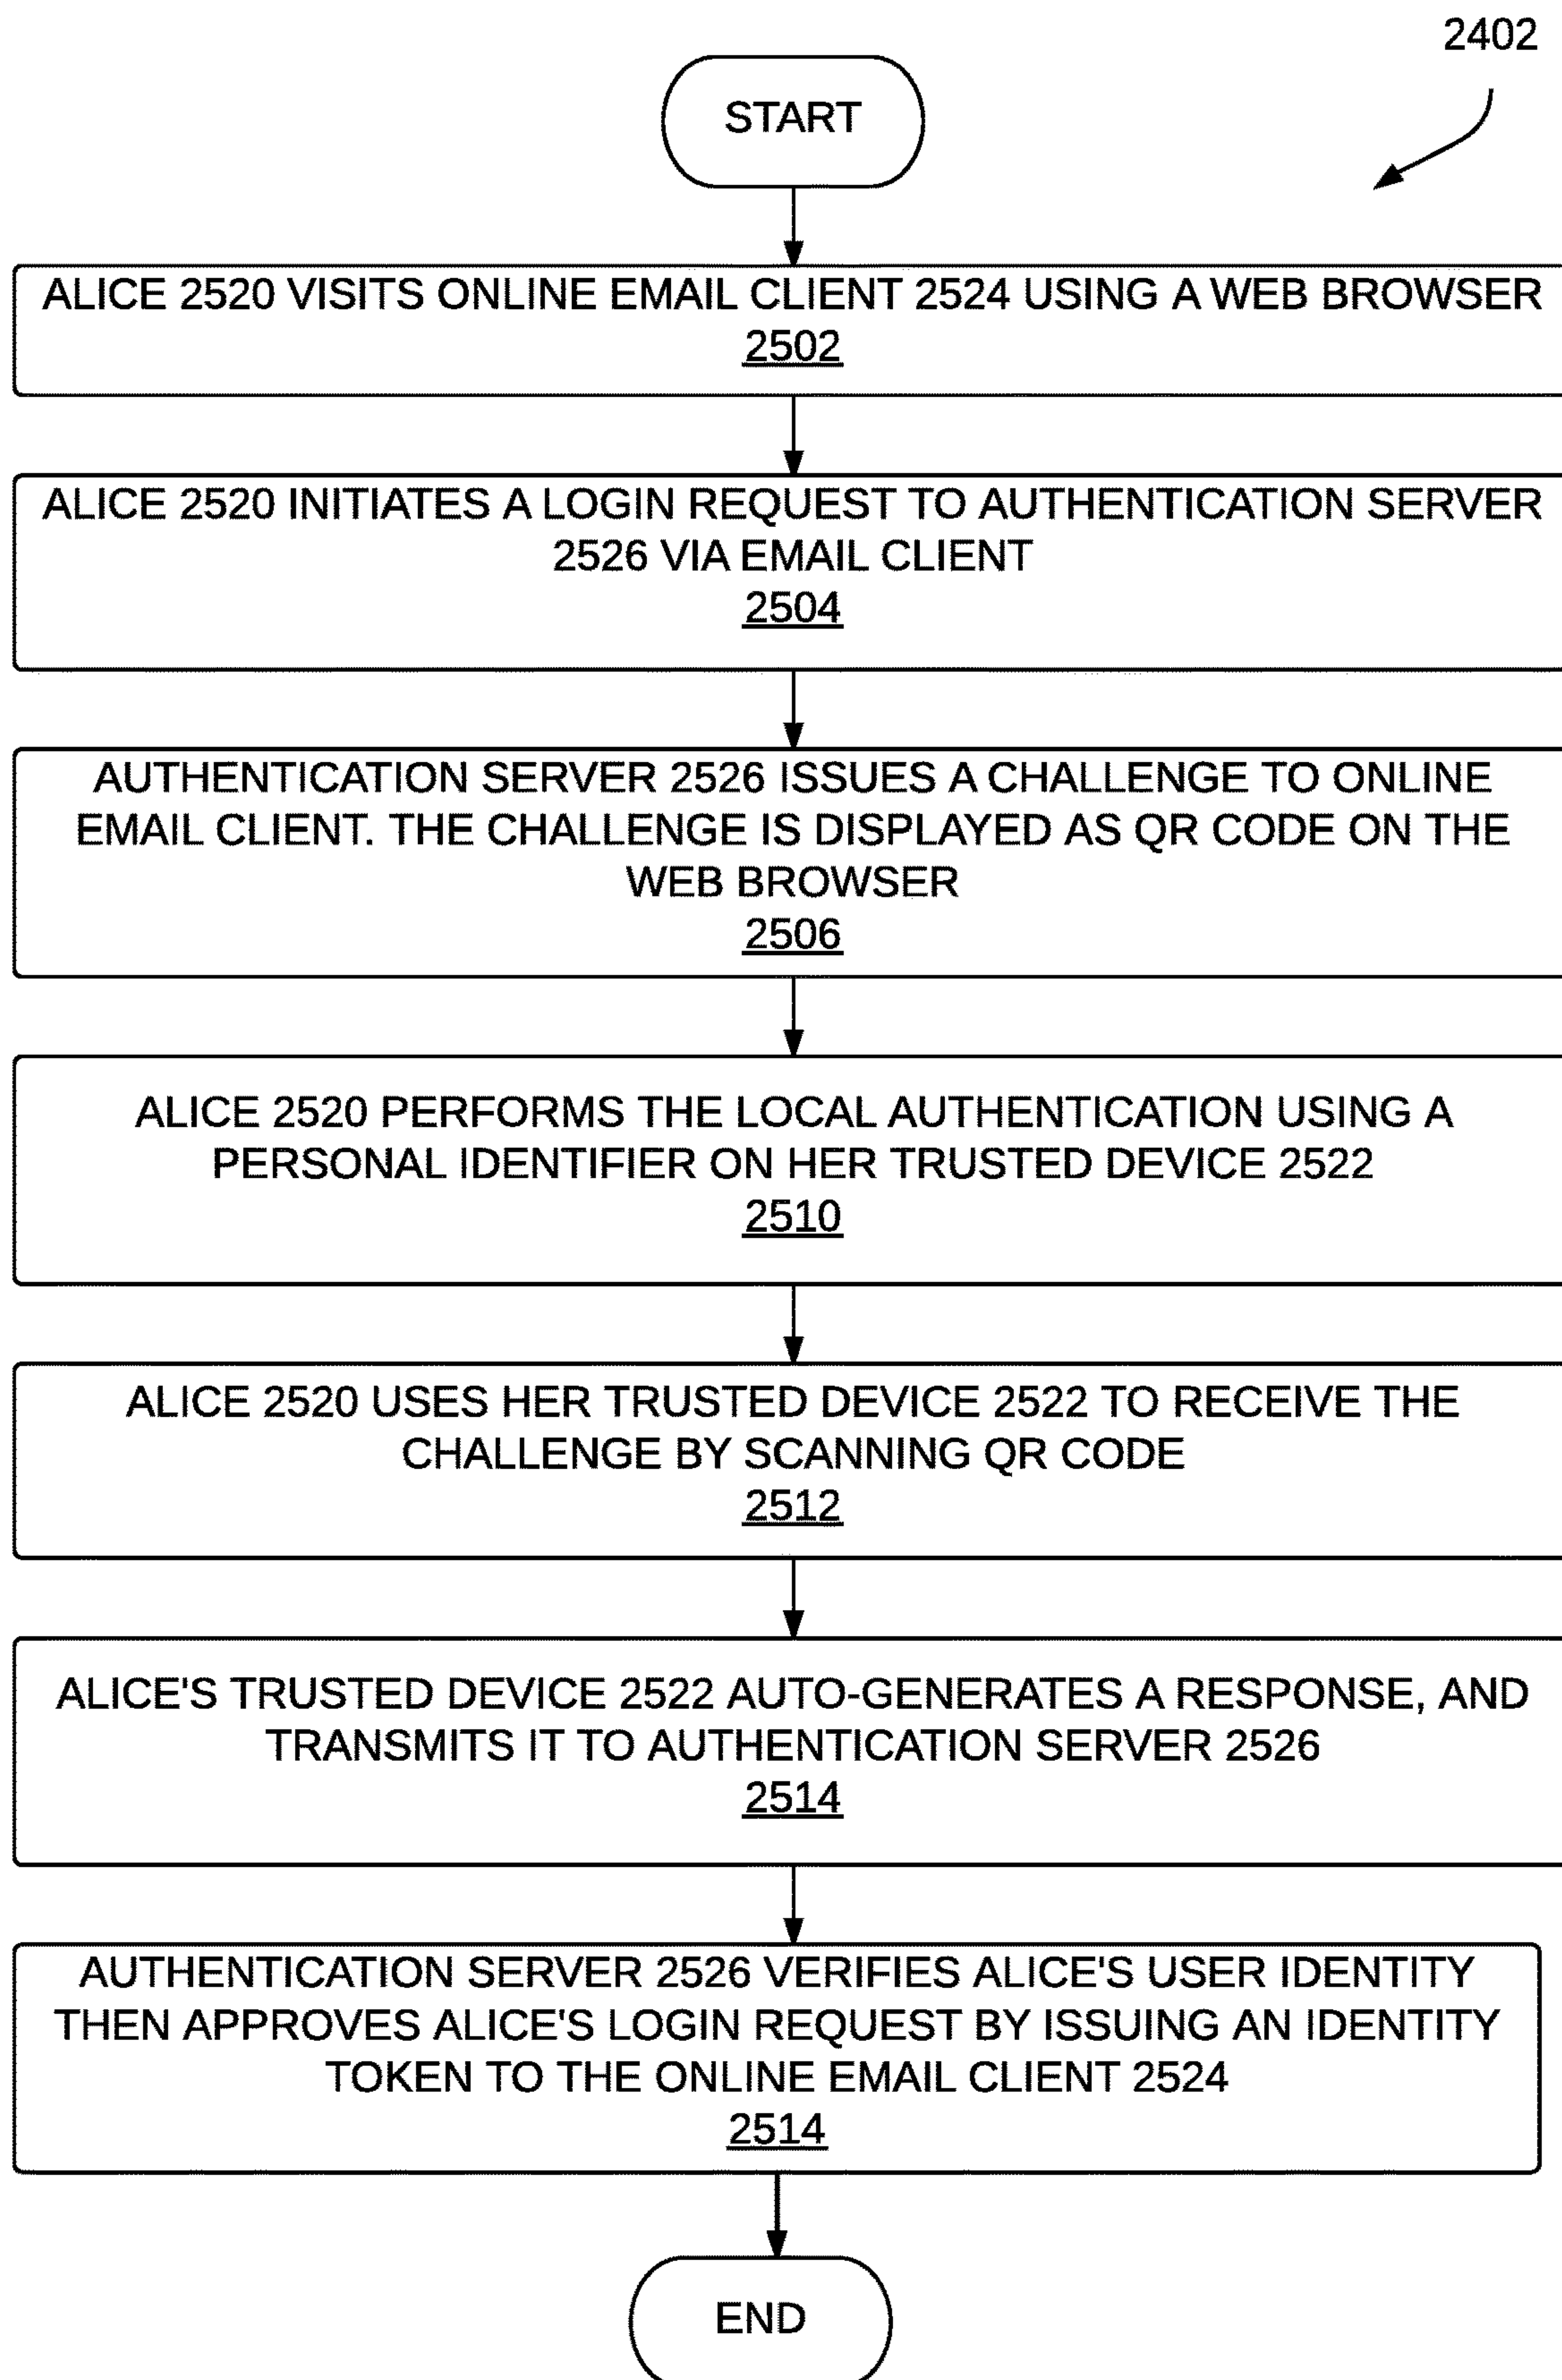 2402
START
ALICE 2520 VISITS ONLINE EMAIL CLIENT 2524 USING A WEB BROWSER
2502
ALICE 2520 INITIATES A LOGIN REQUEST TO AUTHENTICATION SERVER
2526 VIA EMAIL CLIENT
2504
AUTHENTICATION SERVER 2526 ISSUES A CHALLENGE TO ONLINE
EMAIL CLIENT. THE CHALLENGE IS DISPLAYED AS QR CODE ON THE
WEB BROWSER
2506
ALICE 2520 PERFORMS THE LOCAL AUTHENTICATION USING A
PERSONAL IDENTIFIER ON HER TRUSTED DEVICE 2522
2510
ALICE 2520 USES HER TRUSTED DEVICE 2522 TO RECEIVE THE
CHALLENGE BY SCANNING QR CODE
2512
ALICE'S TRUSTED DEVICE 2522 AUTO-GENERATES A RESPONSE, AND
TRANSMITS IT TO AUTHENTICATION SERVER 2526
2514
AUTHENTICATION SERVER 2526 VERIFIES ALICE'S USER IDENTITY
THEN APPROVES ALICE'S LOGIN REQUEST BY ISSUING AN IDENTITY
TOKEN TO THE ONLINE EMAIL CLIENT 2524
2514
END